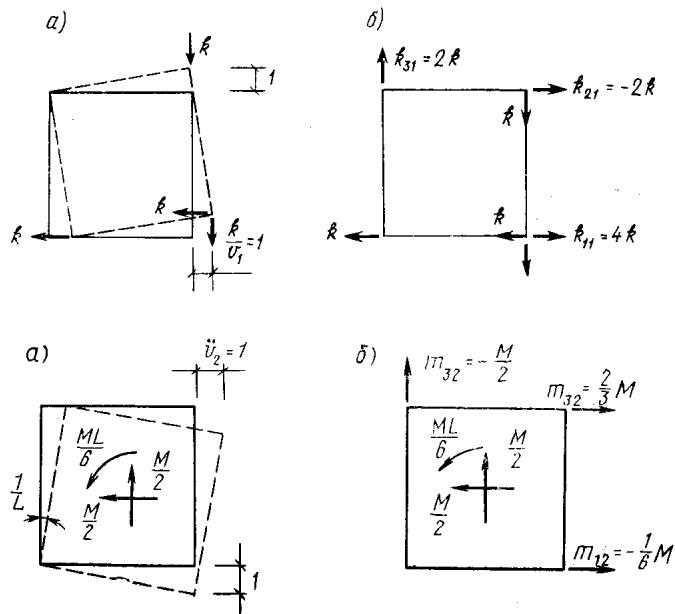 а)
k
1
k
k
k
v₁=1
б)
k₃₁=2k
k₂₁=-2k
k
k
k
k₁₁=4k
а)
v̈₂=1
ML/6
M/2
M/2
1/L
1
б)
m₃₂=-M/2
m₃₂=2/3 M
ML/6
M/2
M/2
m₁₂=-1/6 M